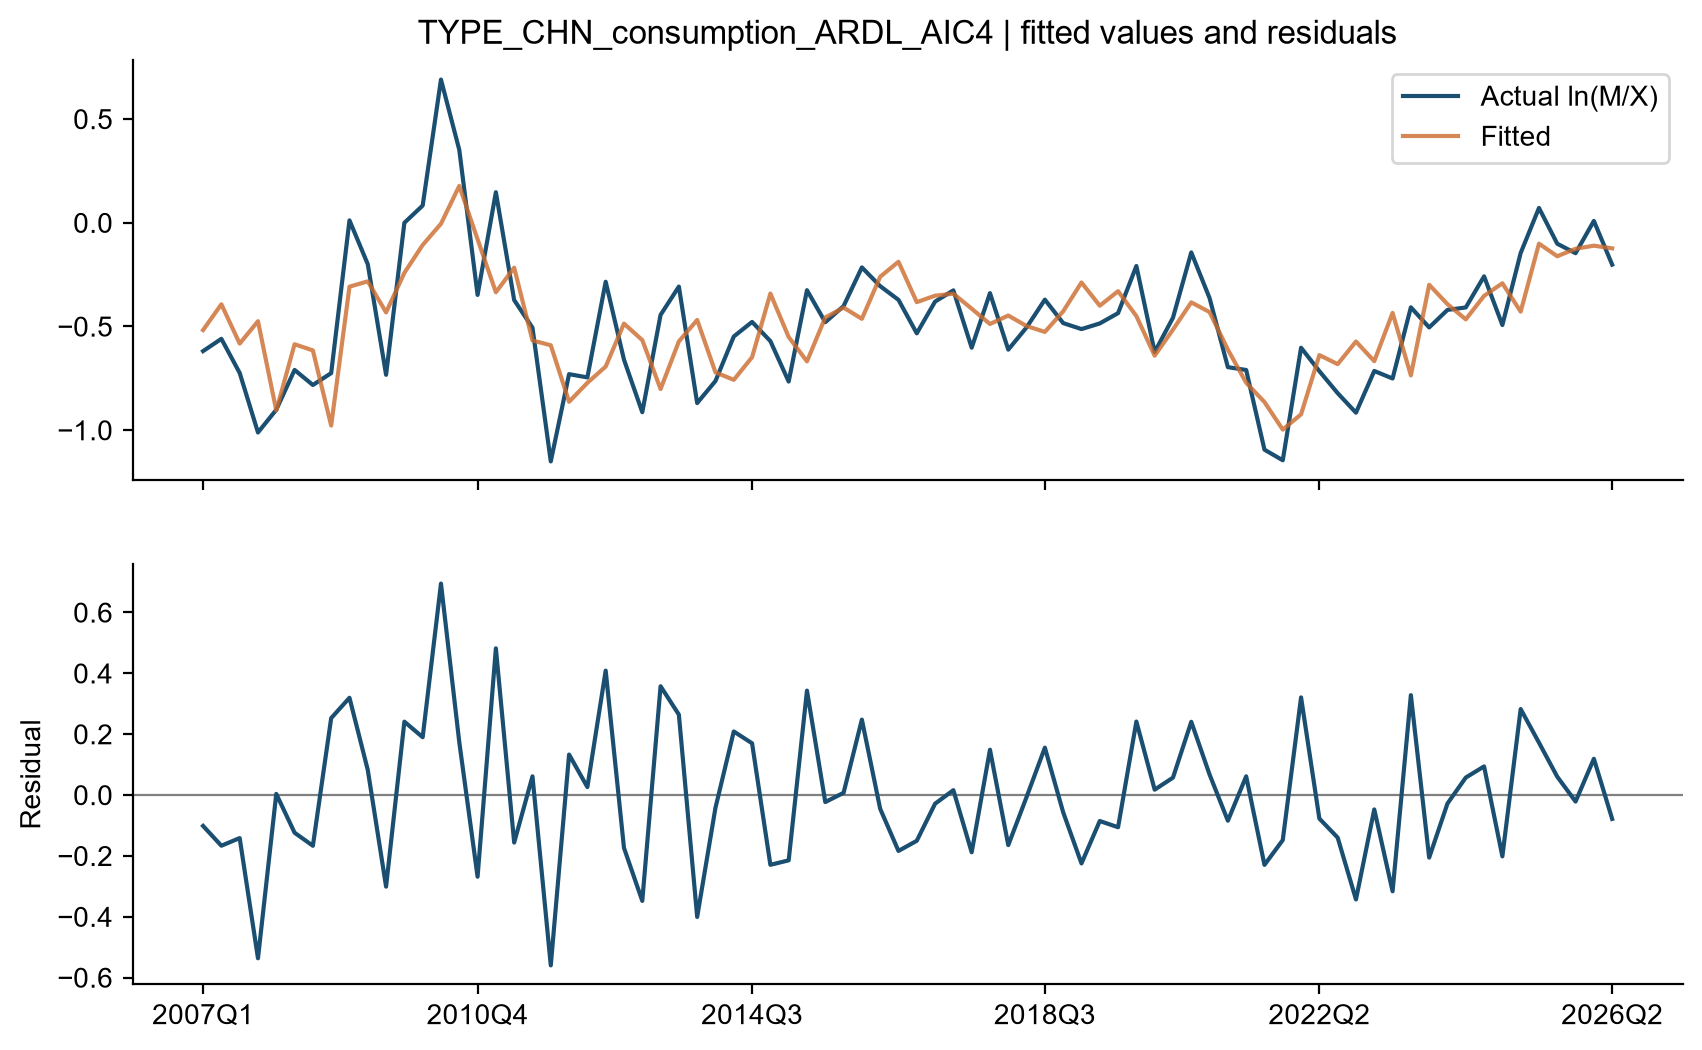 TYPE_CHN_consumption_ARDL_AIC4 | fitted values and residuals
Actual ln(M/X)
Fitted
0.5
0.0
−0.5
−1.0
Residual
0.6
0.4
0.2
0.0
−0.2
−0.4
−0.6
2007Q1 2010Q4 2014Q3 2018Q3 2022Q2 2026Q2